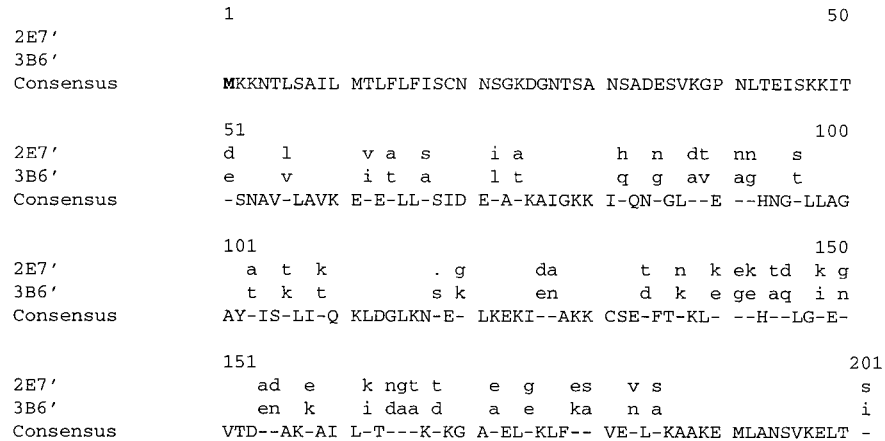 1 50
2E7′
3B6′
Consensus MKKNTLSAIL MTLFLFISCN NSGKDGNTSA NSADESVKGP NLTEISKKIT
51 100
2E7′ d l v a s i a h n dt nn s
3B6′ e v i t a l t q g av ag t
Consensus -SNAV-LAVK E-E-LL-SID E-A-KAIGKK I-QN-GL--E --HNG-LLAG
101 150
2E7′ a t k . g da t n k ek td k g
3B6′ t k t s k en d k e ge aq i n
Consensus AY-IS-LI-Q KLDGLKN-E- LKEKI--AKK CSE-FT-KL- --H--LG-E-
151 201
2E7′ ad e k ngt t e g es v s s
3B6′ en k i daa d a e ka n a i
Consensus VTD--AK-AI L-T---K-KG A-EL-KLF-- VE-L-KAAKE MLANSVKELT -